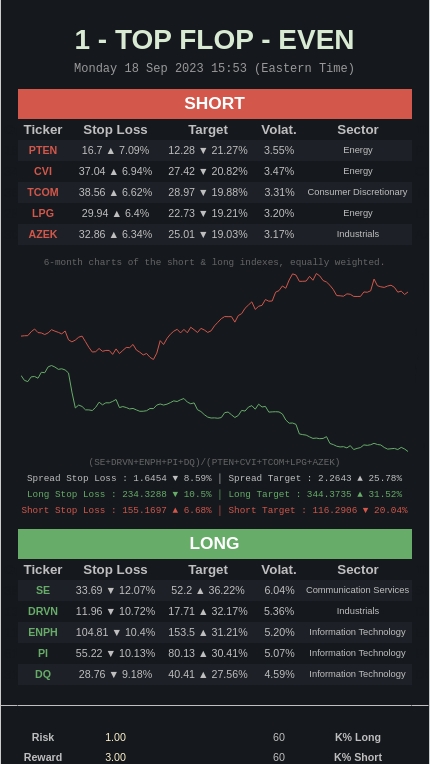 1 - TOP FLOP - EVEN
Monday 18 Sep 2023 15:53 (Eastern Time)
SHORT
Ticker Stop Loss Target Volat. Sector
PTEN 16.7 ▲ 7.09% 12.28 ▼ 21.27% 3.55% Energy
CVI 37.04 ▲ 6.94% 27.42 ▼ 20.82% 3.47% Energy
TCOM 38.56 ▲ 6.62% 28.97 ▼ 19.88% 3.31% Consumer Discretionary
LPG 29.94 ▲ 6.4% 22.73 ▼ 19.21% 3.20% Energy
AZEK 32.86 ▲ 6.34% 25.01 ▼ 19.03% 3.17% Industrials
6-month charts of the short & long indexes, equally weighted.
(SE+DRVN+ENPH+PI+DQ)/(PTEN+CVI+TCOM+LPG+AZEK)
Spread Stop Loss : 1.6454 ▼ 8.59% | Spread Target : 2.2643 ▲ 25.78%
Long Stop Loss : 234.3288 ▼ 10.5% | Long Target : 344.3735 ▲ 31.52%
Short Stop Loss : 155.1697 ▲ 6.68% | Short Target : 116.2906 ▼ 20.04%
LONG
Ticker Stop Loss Target Volat. Sector
SE 33.69 ▼ 12.07% 52.2 ▲ 36.22% 6.04% Communication Services
DRVN 11.96 ▼ 10.72% 17.71 ▲ 32.17% 5.36% Industrials
ENPH 104.81 ▼ 10.4% 153.5 ▲ 31.21% 5.20% Information Technology
PI 55.22 ▼ 10.13% 80.13 ▲ 30.41% 5.07% Information Technology
DQ 28.76 ▼ 9.18% 40.41 ▲ 27.56% 4.59% Information Technology
Risk 1.00 60 K% Long
Reward 3.00 60 K% Short